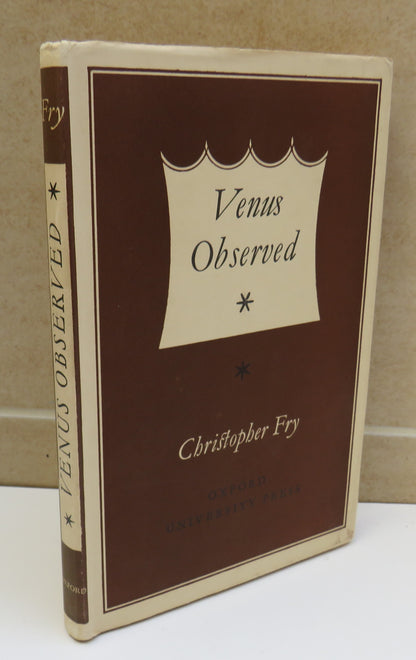 Fry
* VENUS OBSERVED *
OXFORD
Venus
Observed
*
*
Christopher Fry
OXFORD
UNIVERSITY PRESS